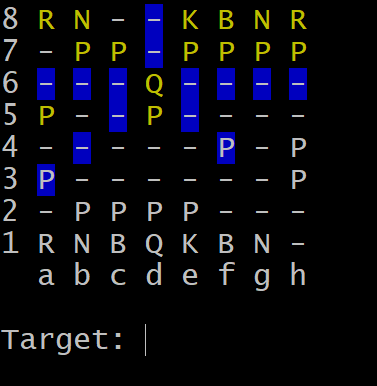 8 R N - - K B N R
7 - P P - P P P P
6 - - - Q - - - -
5 P - - P - - - -
4 - - - - - P - P
3 P - - - - - - P
2 - P P P P - - -
1 R N B Q K B N -
a b c d e f g h
Target: